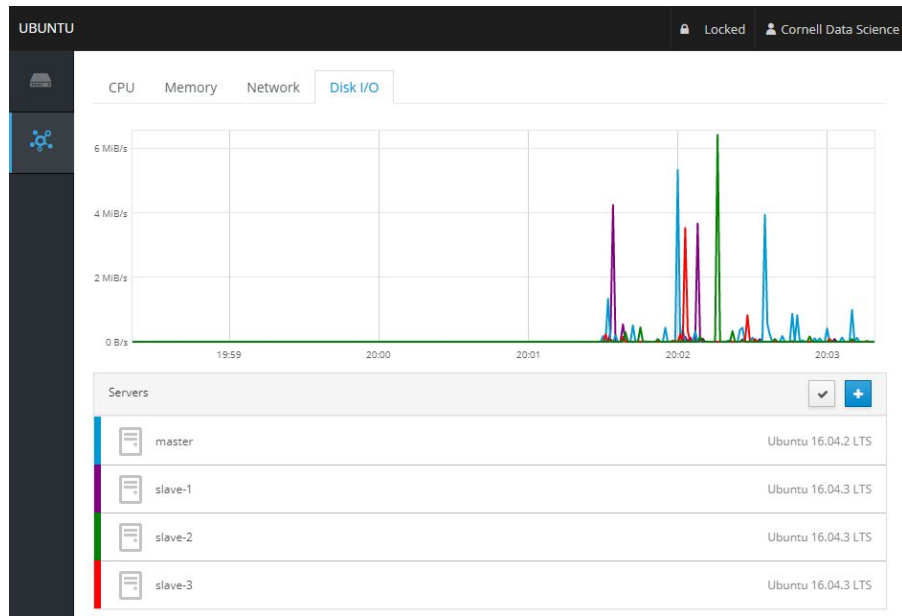 UBUNTU Locked Cornell Data Science
CPU Memory Network Disk I/O
6 MiB/s
4 MiB/s
2 MiB/s
0 B/s
19:59 20:00 20:01 20:02 20:03
Servers
master Ubuntu 16.04.2 LTS
slave-1 Ubuntu 16.04.3 LTS
slave-2 Ubuntu 16.04.3 LTS
slave-3 Ubuntu 16.04.3 LTS